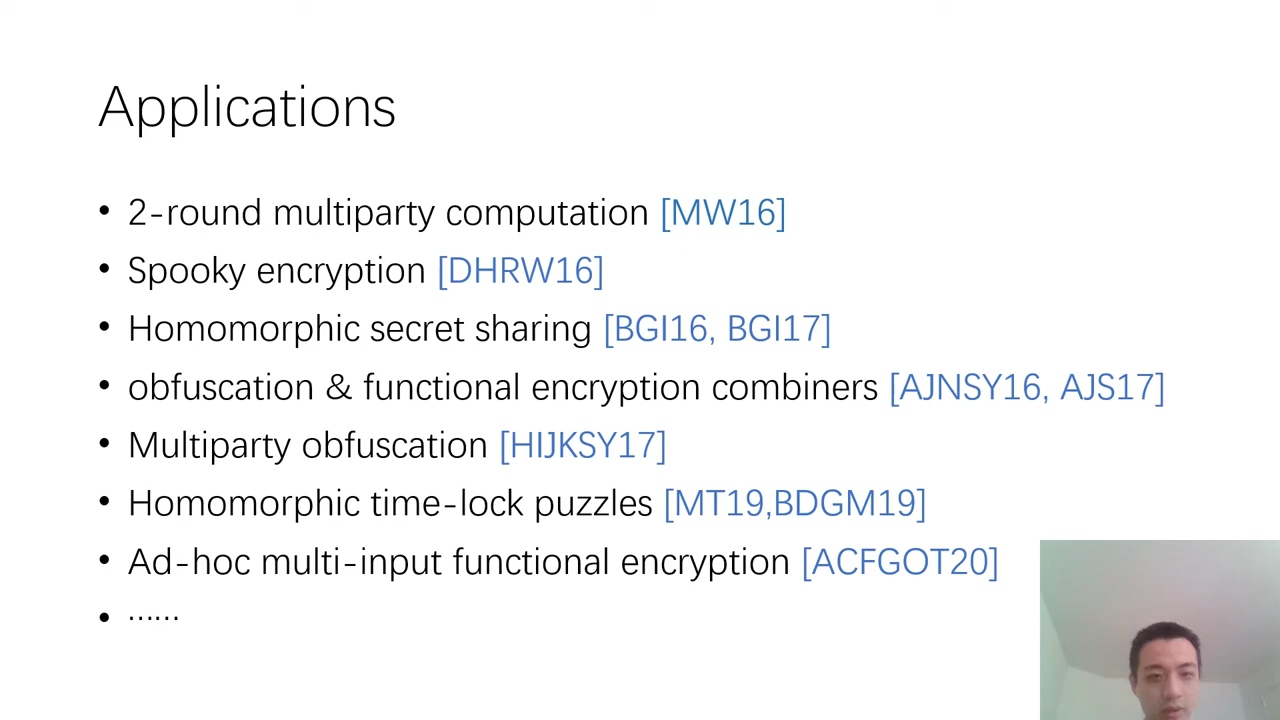 Applications
• 2-round multiparty computation [MW16]
• Spooky encryption [DHRW16]
• Homomorphic secret sharing [BGI16, BGI17]
• obfuscation & functional encryption combiners [AJNSY16, AJS17]
• Multiparty obfuscation [HIJKSY17]
• Homomorphic time-lock puzzles [MT19,BDGM19]
• Ad-hoc multi-input functional encryption [ACFGOT20]
• ……